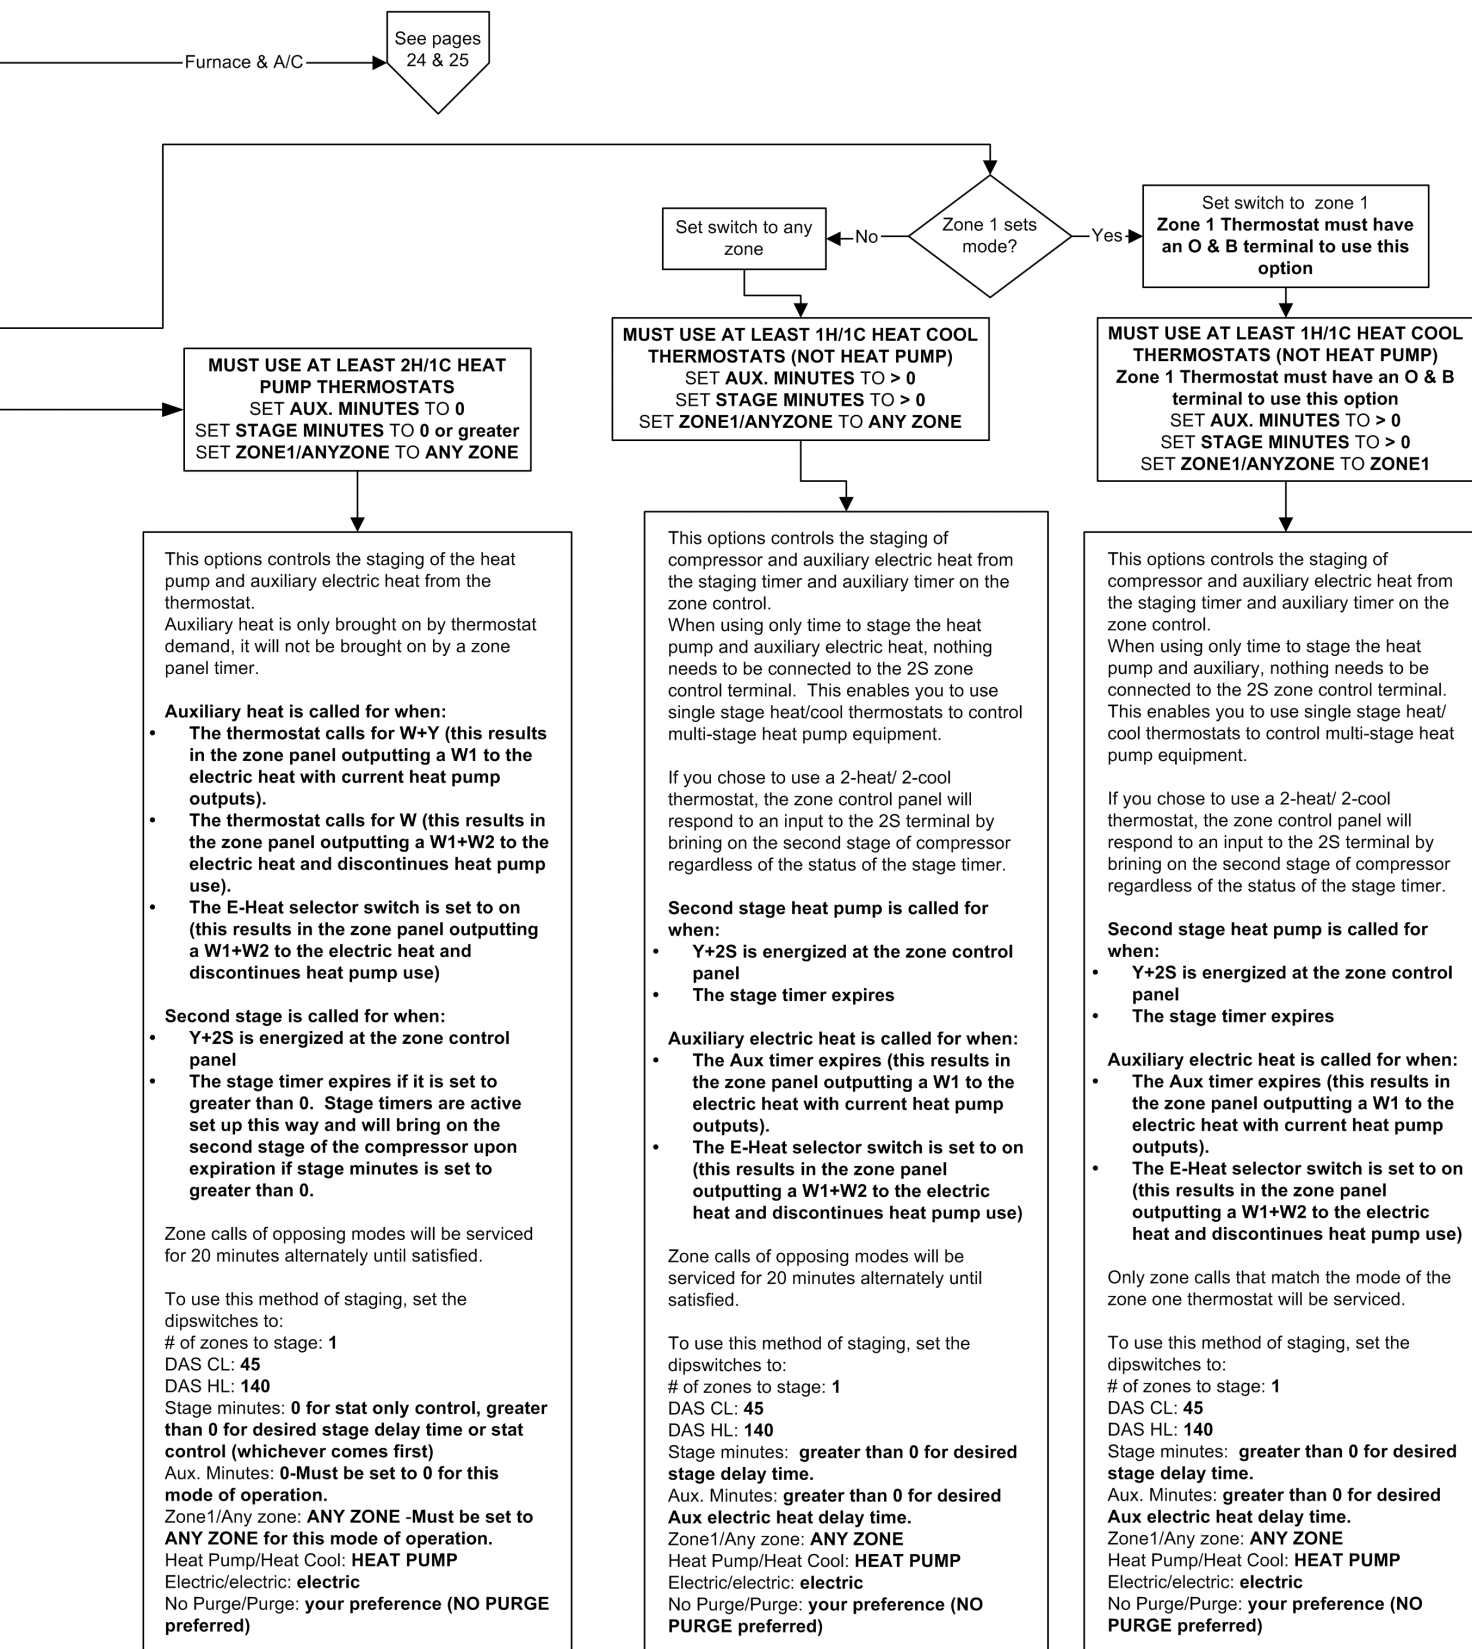 See pages
24 & 25
Furnace & A/C
Zone 1 sets
mode?
No
Yes
Set switch to any
zone
Set switch to  zone 1
Zone 1 Thermostat must have
an O & B terminal to use this
option
MUST USE AT LEAST 2H/1C HEAT
PUMP THERMOSTATS
SET AUX. MINUTES TO 0
SET STAGE MINUTES TO 0 or greater
SET ZONE1/ANYZONE TO ANY ZONE
MUST USE AT LEAST 1H/1C HEAT COOL
THERMOSTATS (NOT HEAT PUMP)
SET AUX. MINUTES TO > 0
SET STAGE MINUTES TO > 0
SET ZONE1/ANYZONE TO ANY ZONE
MUST USE AT LEAST 1H/1C HEAT COOL
THERMOSTATS (NOT HEAT PUMP)
Zone 1 Thermostat must have an O & B
terminal to use this option
SET AUX. MINUTES TO > 0
SET STAGE MINUTES TO > 0
SET ZONE1/ANYZONE TO ZONE1
This options controls the staging of the heat
pump and auxiliary electric heat from the
thermostat.
Auxiliary heat is only brought on by thermostat
demand, it will not be brought on by a zone
panel timer.
Auxiliary heat is called for when:
• The thermostat calls for W+Y (this results
in the zone panel outputting a W1 to the
electric heat with current heat pump
outputs).
• The thermostat calls for W (this results in
the zone panel outputting a W1+W2 to the
electric heat and discontinues heat pump
use).
• The E-Heat selector switch is set to on
(this results in the zone panel outputting
a W1+W2 to the electric heat and
discontinues heat pump use)
Second stage is called for when:
• Y+2S is energized at the zone control
panel
• The stage timer expires if it is set to
greater than 0.  Stage timers are active
set up this way and will bring on the
second stage of the compressor upon
expiration if stage minutes is set to
greater than 0.
Zone calls of opposing modes will be serviced
for 20 minutes alternately until satisfied.
To use this method of staging, set the
dipswitches to:
# of zones to stage: 1
DAS CL: 45
DAS HL: 140
Stage minutes: 0 for stat only control, greater
than 0 for desired stage delay time or stat
control (whichever comes first)
Aux. Minutes: 0-Must be set to 0 for this
mode of operation.
Zone1/Any zone: ANY ZONE -Must be set to
ANY ZONE for this mode of operation.
Heat Pump/Heat Cool: HEAT PUMP
Electric/electric: electric
No Purge/Purge: your preference (NO PURGE
preferred)
This options controls the staging of
compressor and auxiliary electric heat from
the staging timer and auxiliary timer on the
zone control.
When using only time to stage the heat
pump and auxiliary electric heat, nothing
needs to be connected to the 2S zone
control terminal.  This enables you to use
single stage heat/cool thermostats to control
multi-stage heat pump equipment.
If you chose to use a 2-heat/ 2-cool
thermostat, the zone control panel will
respond to an input to the 2S terminal by
brining on the second stage of compressor
regardless of the status of the stage timer.
Second stage heat pump is called for
when:
• Y+2S is energized at the zone control
panel
• The stage timer expires
Auxiliary electric heat is called for when:
• The Aux timer expires (this results in
the zone panel outputting a W1 to the
electric heat with current heat pump
outputs).
• The E-Heat selector switch is set to on
(this results in the zone panel
outputting a W1+W2 to the electric
heat and discontinues heat pump use)
Zone calls of opposing modes will be
serviced for 20 minutes alternately until
satisfied.
To use this method of staging, set the
dipswitches to:
# of zones to stage: 1
DAS CL: 45
DAS HL: 140
Stage minutes:  greater than 0 for desired
stage delay time.
Aux. Minutes: greater than 0 for desired
Aux electric heat delay time.
Zone1/Any zone: ANY ZONE
Heat Pump/Heat Cool: HEAT PUMP
Electric/electric: electric
No Purge/Purge: your preference (NO
PURGE preferred)
This options controls the staging of
compressor and auxiliary electric heat from
the staging timer and auxiliary timer on the
zone control.
When using only time to stage the heat
pump and auxiliary, nothing needs to be
connected to the 2S zone control terminal.
This enables you to use single stage heat/
cool thermostats to control multi-stage heat
pump equipment.
If you chose to use a 2-heat/ 2-cool
thermostat, the zone control panel will
respond to an input to the 2S terminal by
brining on the second stage of compressor
regardless of the status of the stage timer.
Second stage heat pump is called for
when:
• Y+2S is energized at the zone control
panel
• The stage timer expires
Auxiliary electric heat is called for when:
• The Aux timer expires (this results in
the zone panel outputting a W1 to the
electric heat with current heat pump
outputs).
• The E-Heat selector switch is set to on
(this results in the zone panel
outputting a W1+W2 to the electric
heat and discontinues heat pump use)
Only zone calls that match the mode of the
zone one thermostat will be serviced.
To use this method of staging, set the
dipswitches to:
# of zones to stage: 1
DAS CL: 45
DAS HL: 140
Stage minutes:  greater than 0 for desired
stage delay time.
Aux. Minutes: greater than 0 for desired
Aux electric heat delay time.
Zone1/Any zone: ANY ZONE
Heat Pump/Heat Cool: HEAT PUMP
Electric/electric: electric
No Purge/Purge: your preference (NO
PURGE preferred)